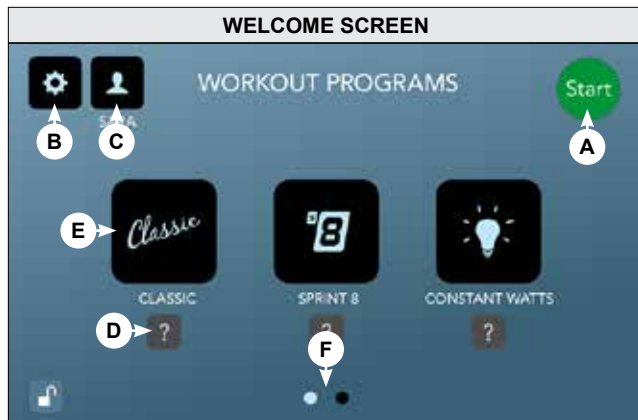 WELCOME SCREEN
WORKOUT PROGRAMS
Start
B
C
A
E
Classic
8
CLASSIC
SPRINT 8
CONSTANT WATTS
D
?
?
F